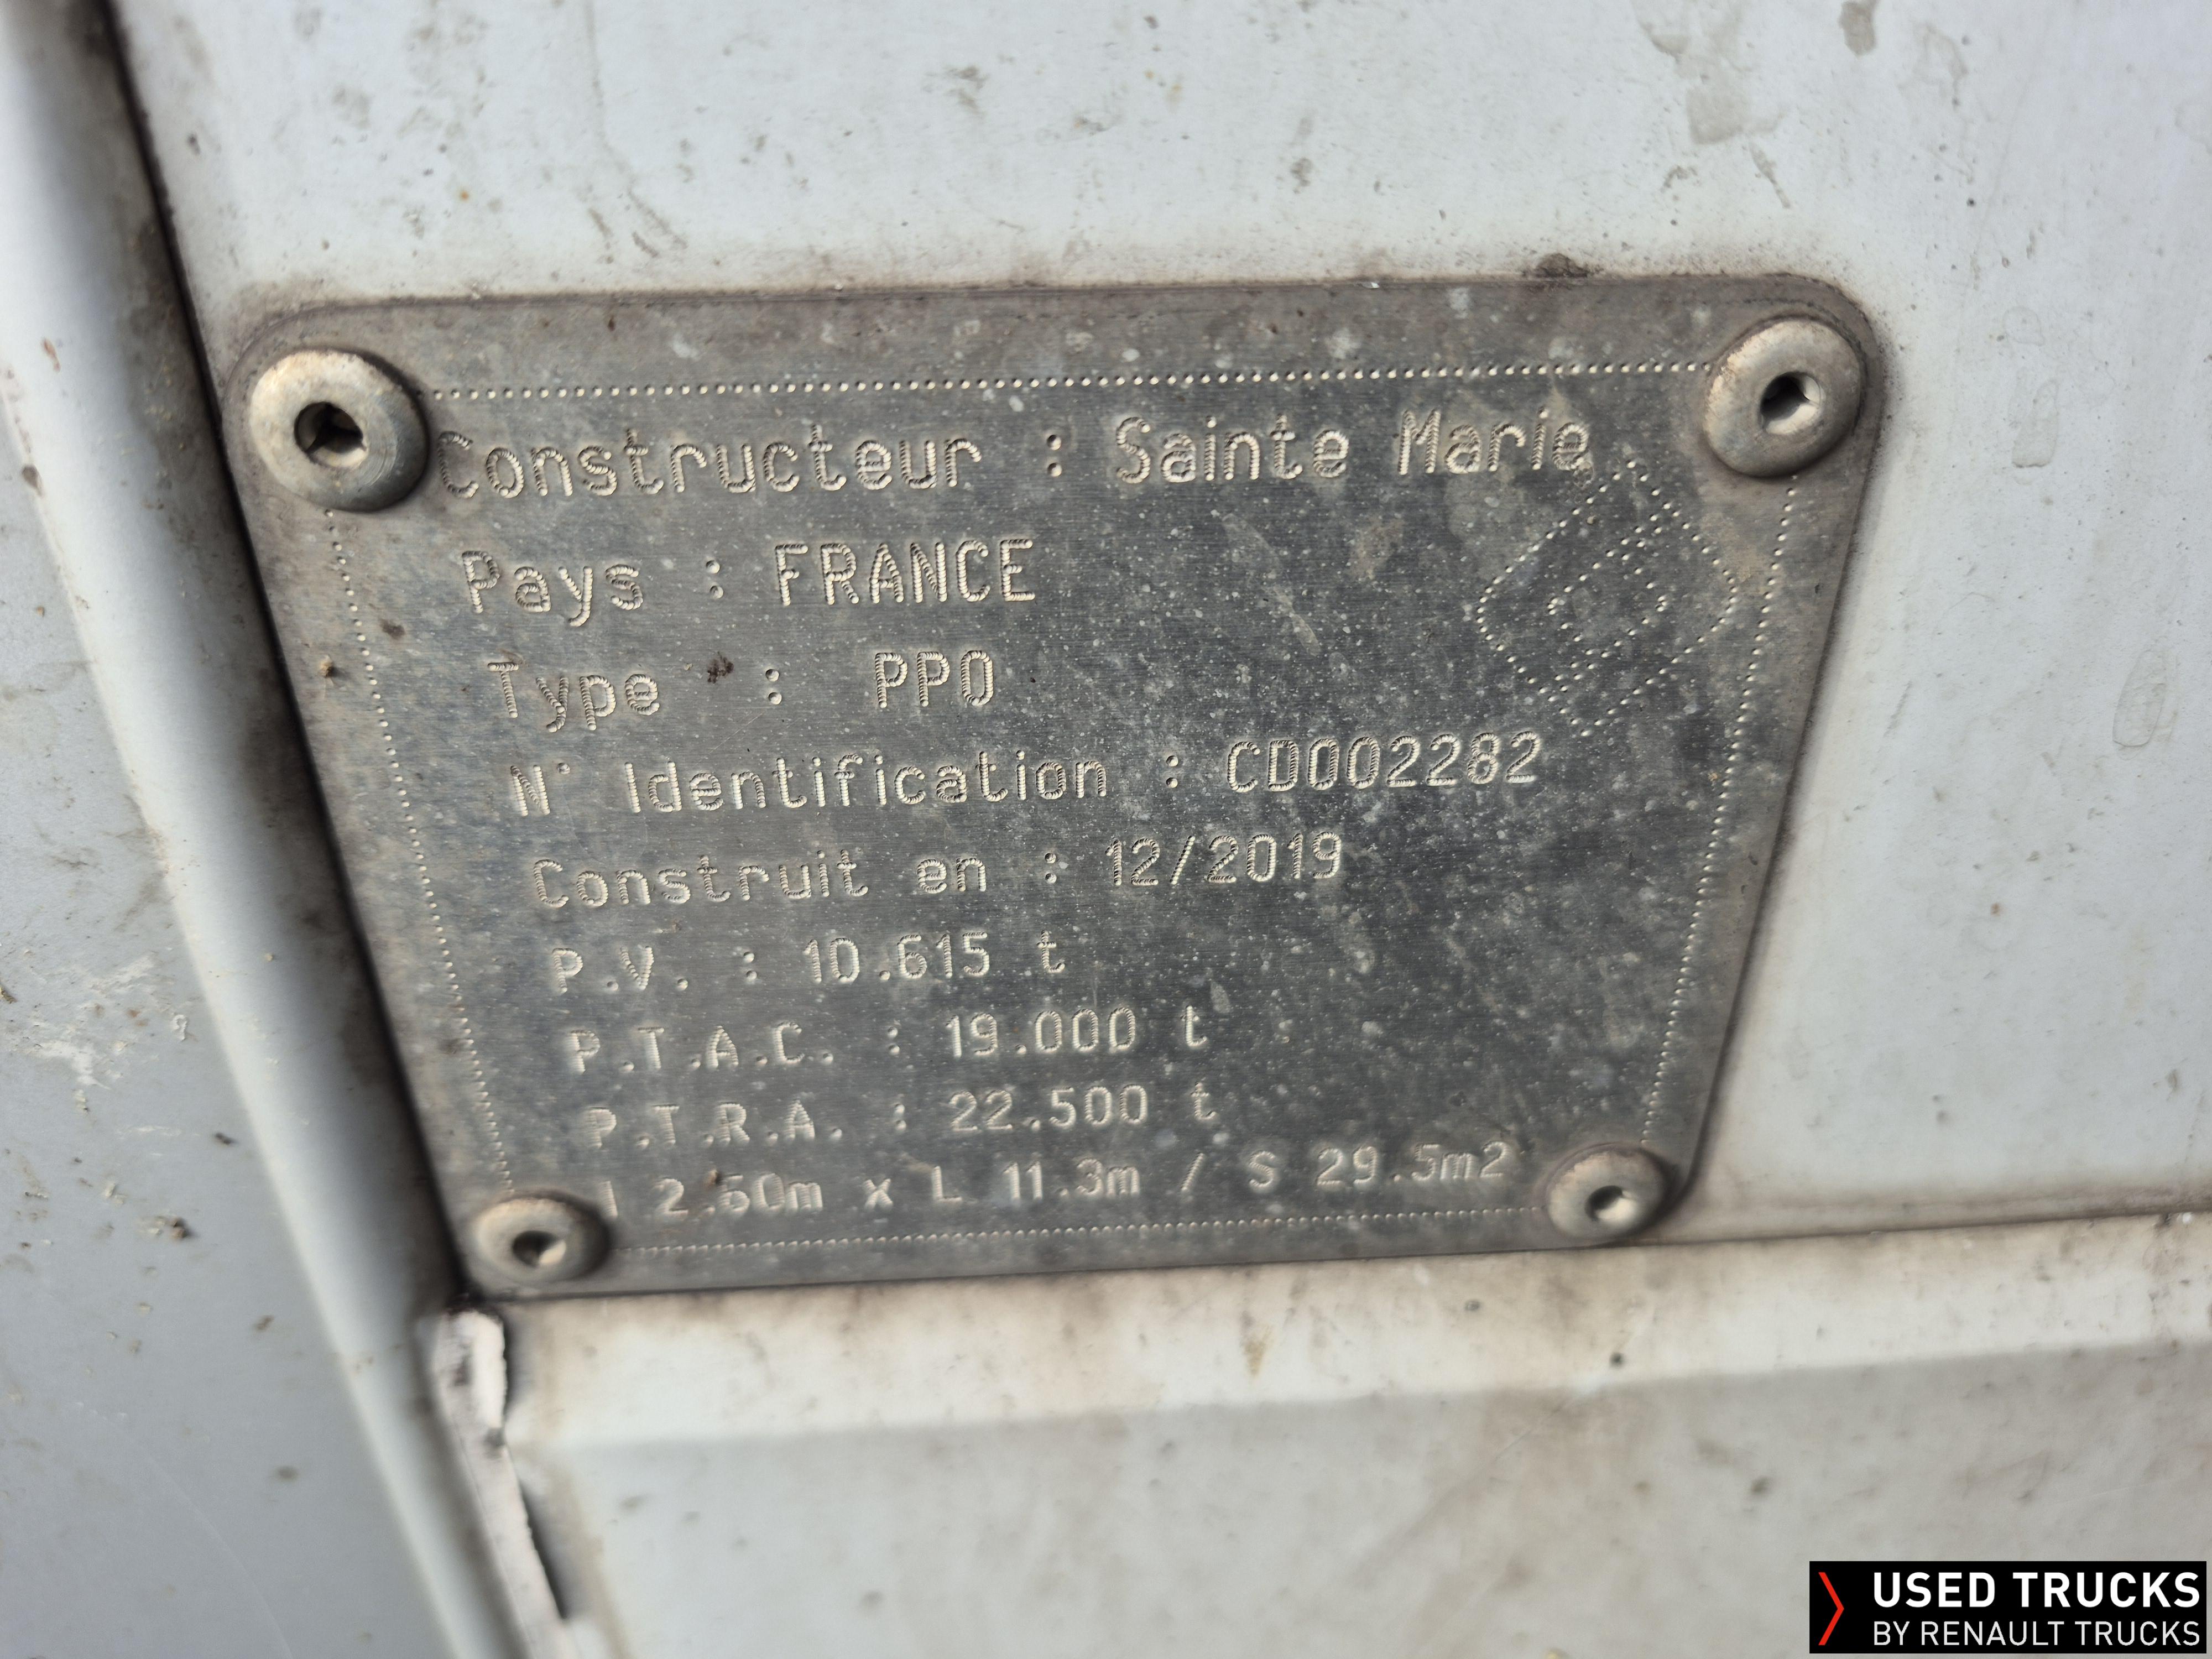 Constructeur : Sainte Marie
Pays : FRANCE
Type : PPO
N° Identification : CD002282
Construit en : 12/2019
P.V. : 10.615 t
P.T.A.C. : 19.000 t
P.T.R.A. : 22.500 t
l 2.60m x L 11.3m / S 29.5m2
USED TRUCKS
BY RENAULT TRUCKS